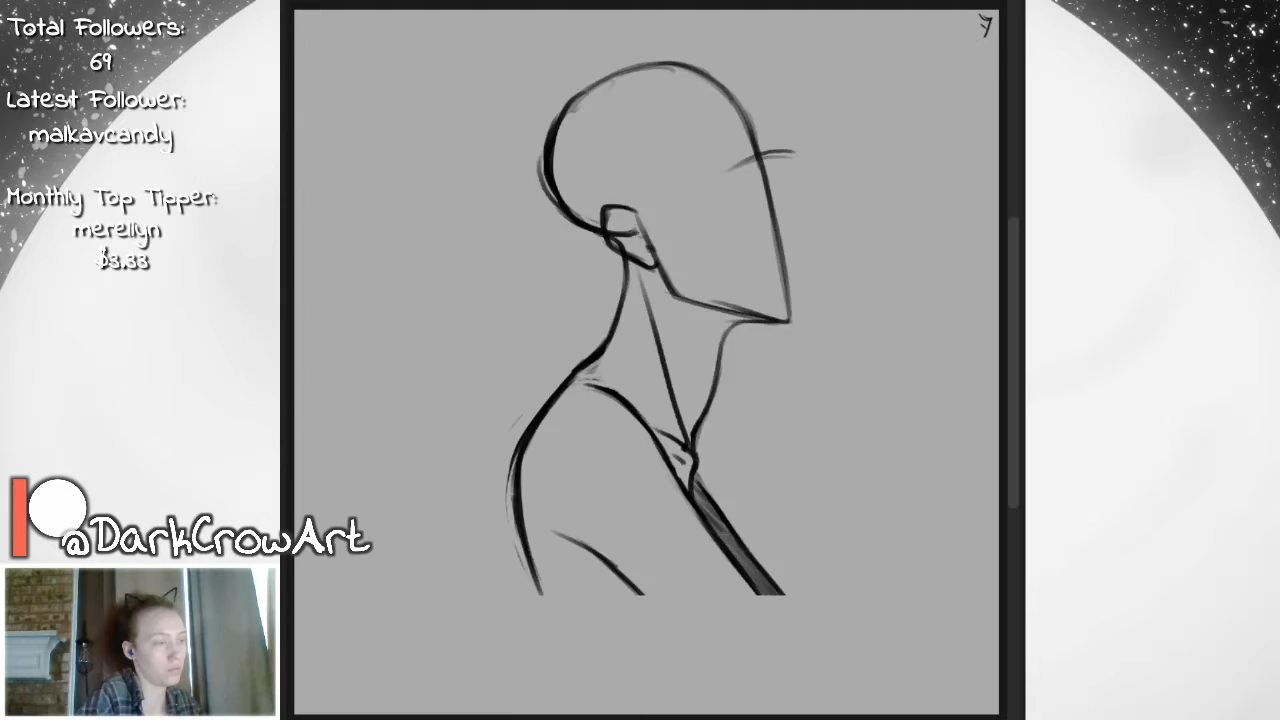 Total Followers:
69
Latest Follower:
malkavcandy
Monthly Top Tipper:
merellyn
$3.33
@DarkCrowArt